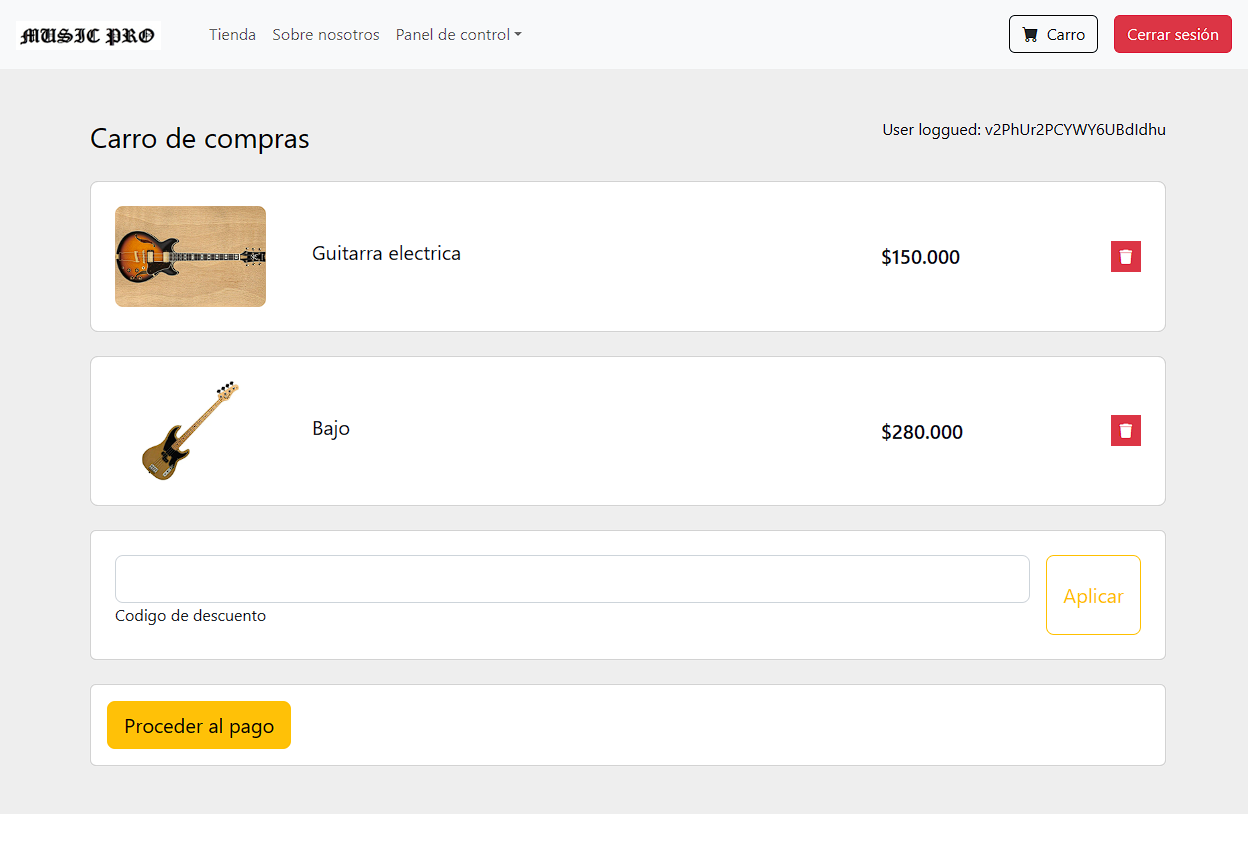 MUSIC PRO
Tienda
Sobre nosotros
Panel de control
Carro
Cerrar sesión
Carro de compras
User loggued: v2PhUr2PCYWY6UBdIdhu
Guitarra electrica
$150.000
Bajo
$280.000
Codigo de descuento
Aplicar
Proceder al pago